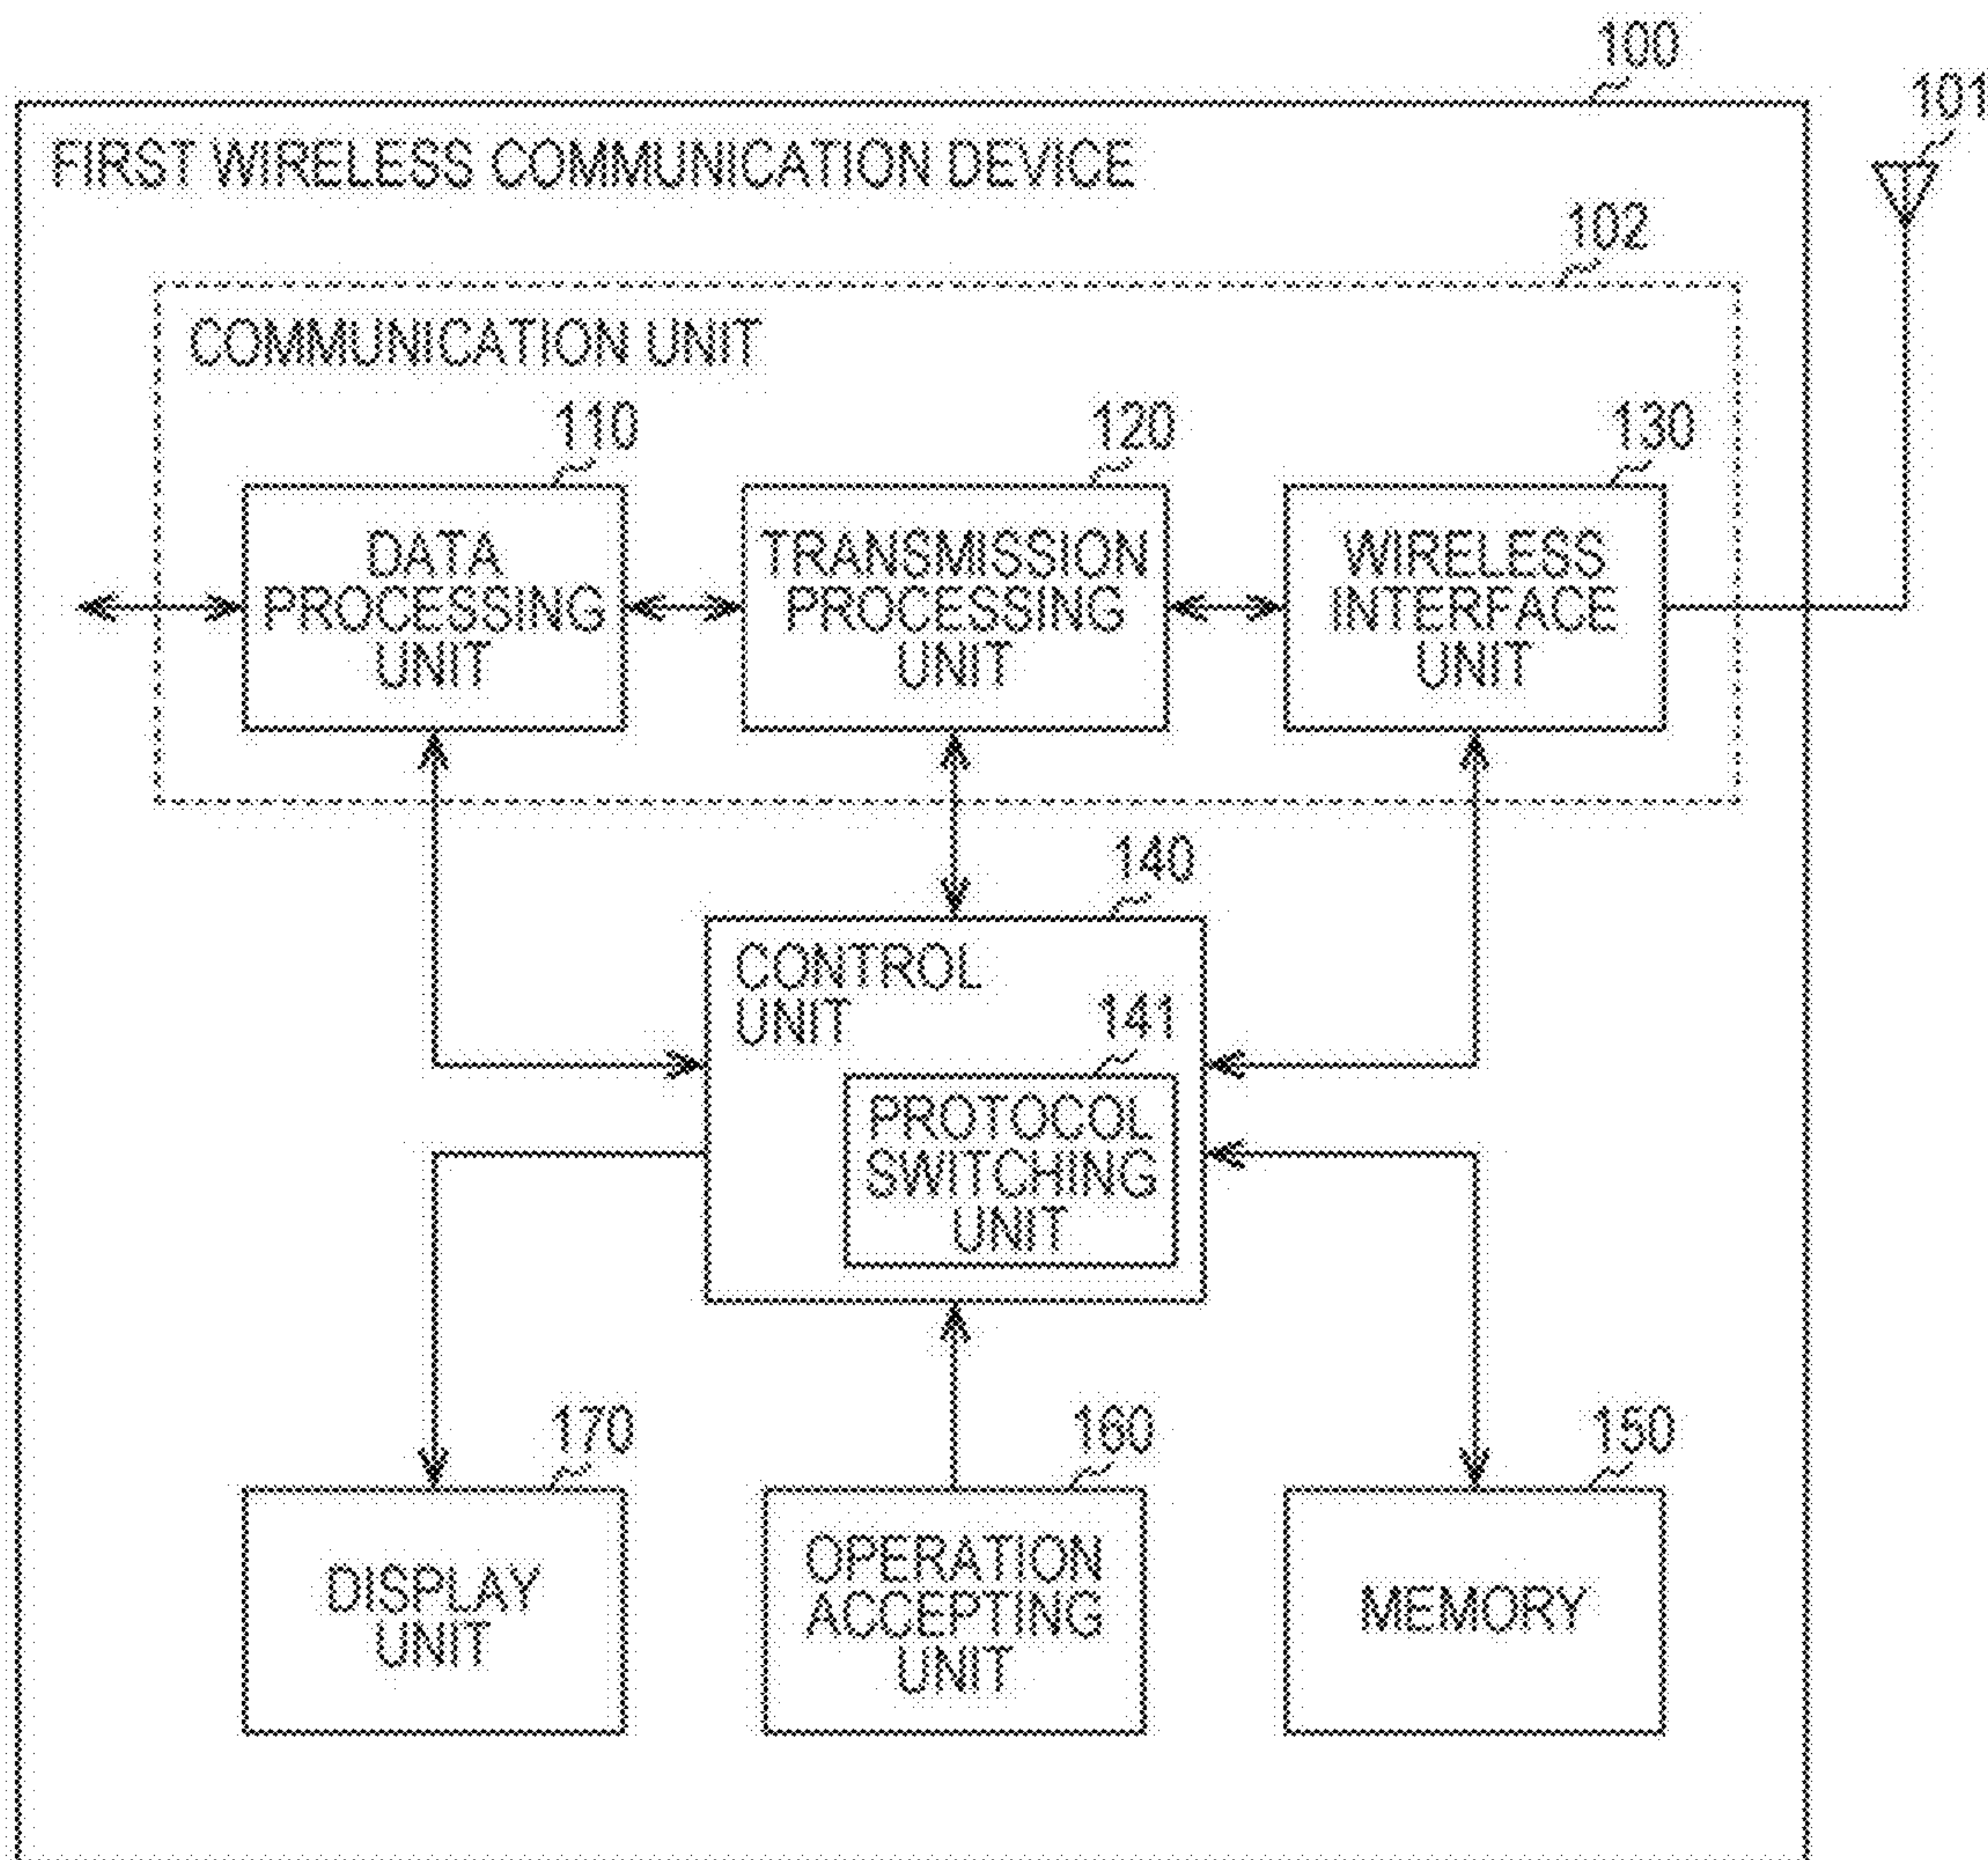 100
101
FIRST WIRELESS COMMUNICATION DEVICE
102
COMMUNICATION UNIT
110
120
130
DATA
PROCESSING
UNIT
TRANSMISSION
PROCESSING
UNIT
WIRELESS
INTERFACE
UNIT
140
CONTROL
UNIT
141
PROTOCOL
SWITCHING
UNIT
170
160
150
DISPLAY
UNIT
OPERATION
ACCEPTING
UNIT
MEMORY